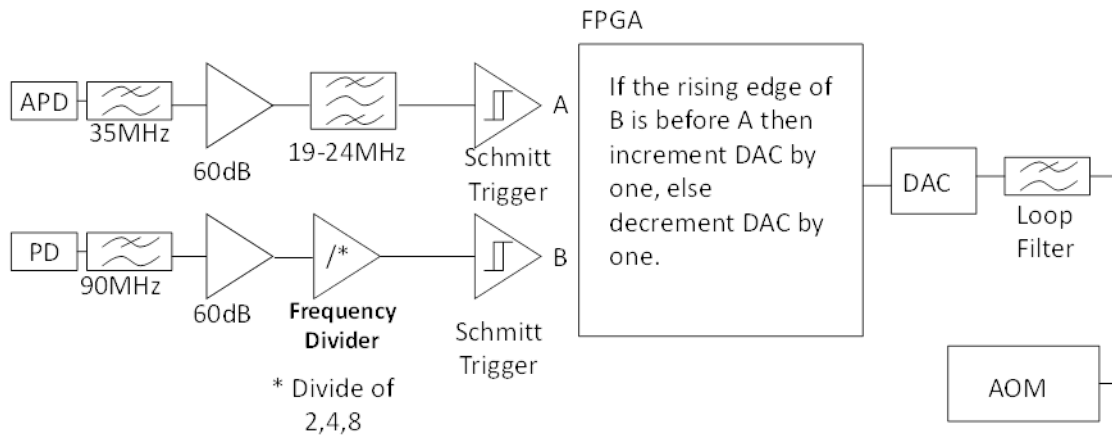 FPGA
APD
35MHz
60dB
19-24MHz
Schmitt
Trigger
A
PD
90MHz
60dB
/*
Frequency
Divider
* Divide of
2,4,8
Schmitt
Trigger
B
If the rising edge of
B is before A then
increment DAC by
one, else
decrement DAC by
one.
DAC
Loop
Filter
AOM